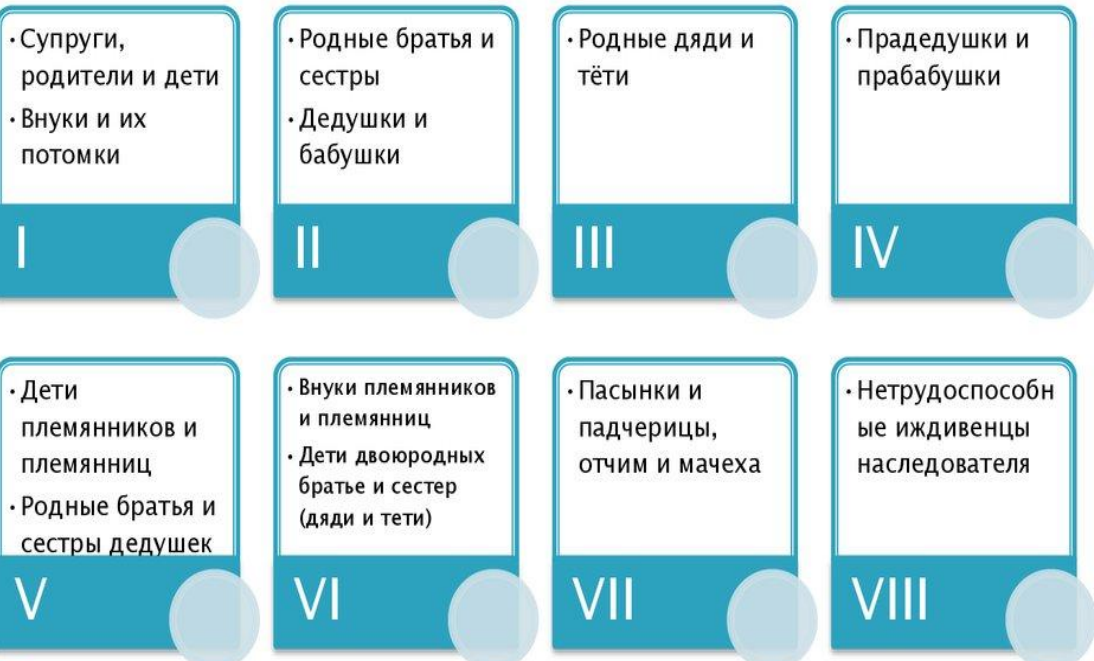 ·Супруги,
родители и дети
·Внуки и их
потомки
I
·Родные братья и
сестры
·Дедушки и
бабушки
II
·Родные дяди и
тёти
III
·Прадедушки и
прабабушки
IV
·Дети
племянников и
племянниц
·Родные братья и
сестры дедушек
V
·Внуки племянников
и племянниц
·Дети двоюродных
братье и сестер
(дяди и тети)
VI
·Пасынки и
падчерицы,
отчим и мачеха
VII
·Нетрудоспособн
ые иждивенцы
наследователя
VIII